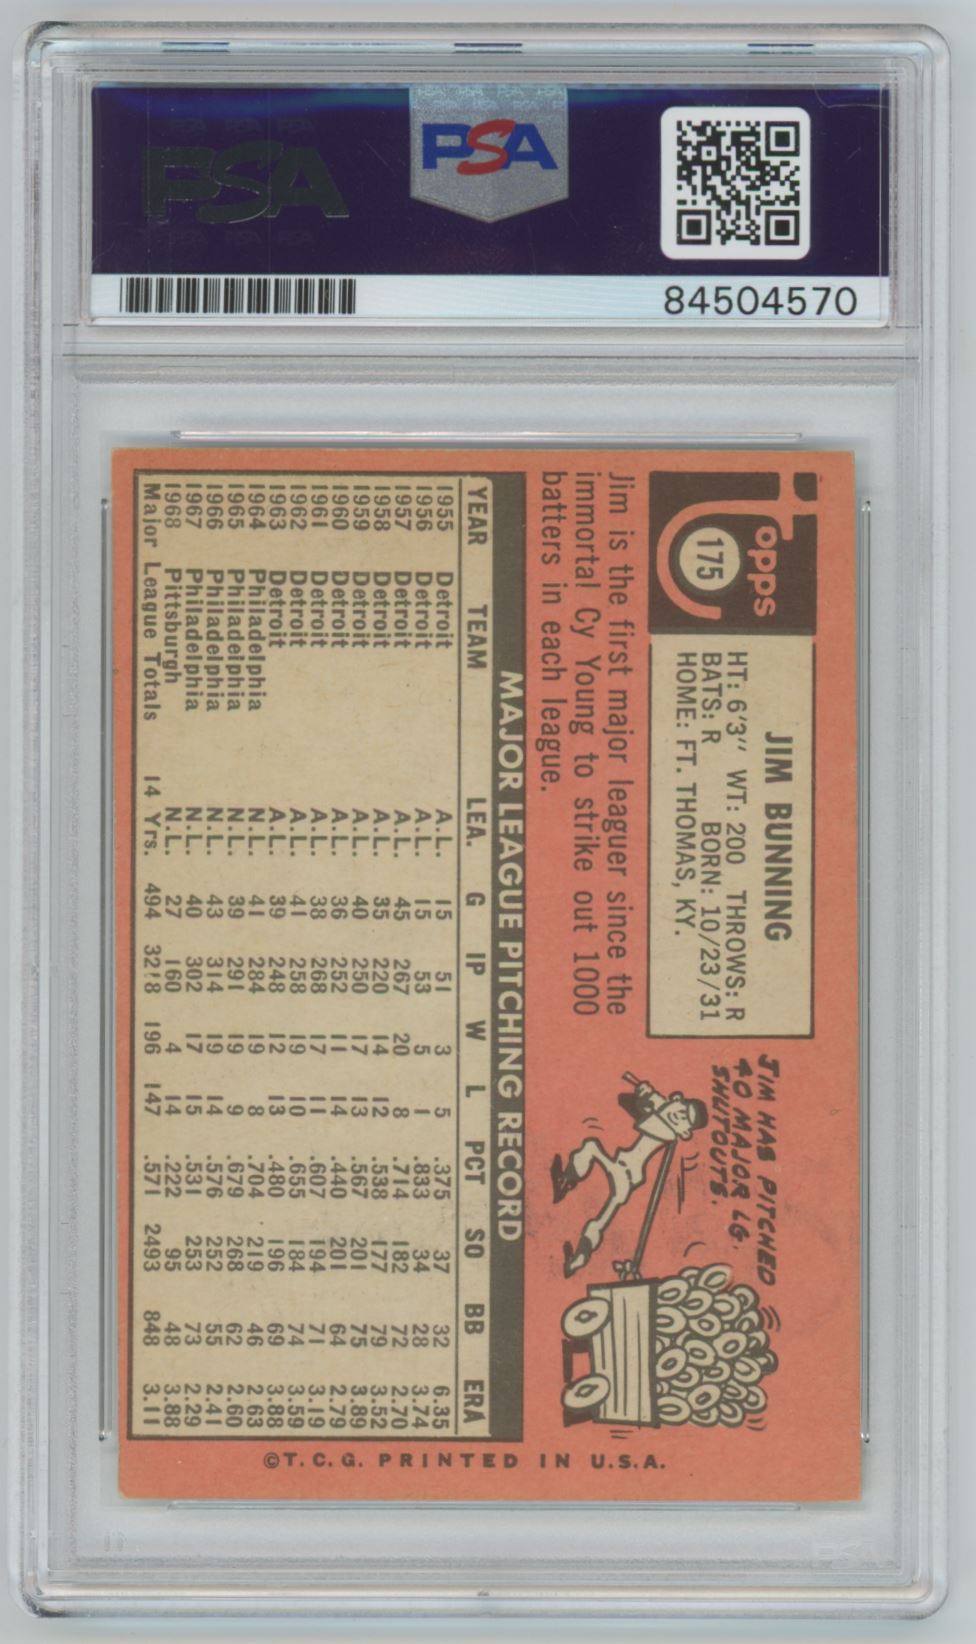 PSA
PSA
84504570
Topps
175
JIM BUNNING
HT: 6'3" WT: 200 THROWS: R
BATS: R BORN: 10/23/31
HOME: FT. THOMAS, KY.
JIM HAS PITCHED
40 MAJOR LG.
SHUTOUTS.
Jim is the first major leaguer since the
immortal Cy Young to strike out 1000
batters in each league.
MAJOR LEAGUE PITCHING RECORD
YEAR TEAM LEA. G IP W L PCT SO BB ERA
1955 Detroit A.L. 15 51 3 5 .375 37 32 6.35
1956 Detroit A.L. 15 53 5 1 .833 34 28 3.74
1957 Detroit A.L. 45 267 20 8 .714 182 72 2.70
1958 Detroit A.L. 35 220 14 12 .538 177 79 3.52
1959 Detroit A.L. 40 250 17 13 .567 201 75 3.89
1960 Detroit A.L. 36 252 11 14 .440 201 64 2.79
1961 Detroit A.L. 38 268 17 11 .607 194 71 3.19
1962 Detroit A.L. 41 258 19 10 .655 184 74 3.59
1963 Detroit A.L. 39 248 12 13 .480 196 69 3.88
1964 Philadelphia N.L. 41 284 19 8 .704 219 46 2.63
1965 Philadelphia N.L. 39 291 19 9 .679 268 62 2.60
1966 Philadelphia N.L. 43 314 19 14 .576 252 55 2.41
1967 Philadelphia N.L. 40 302 17 15 .531 253 73 2.29
1968 Pittsburgh N.L. 27 160 4 14 .222 95 48 3.88
Major League Totals 14 Yrs. 494 3218 196 147 .571 2493 848 3.11
©T.C.G. PRINTED IN U.S.A.